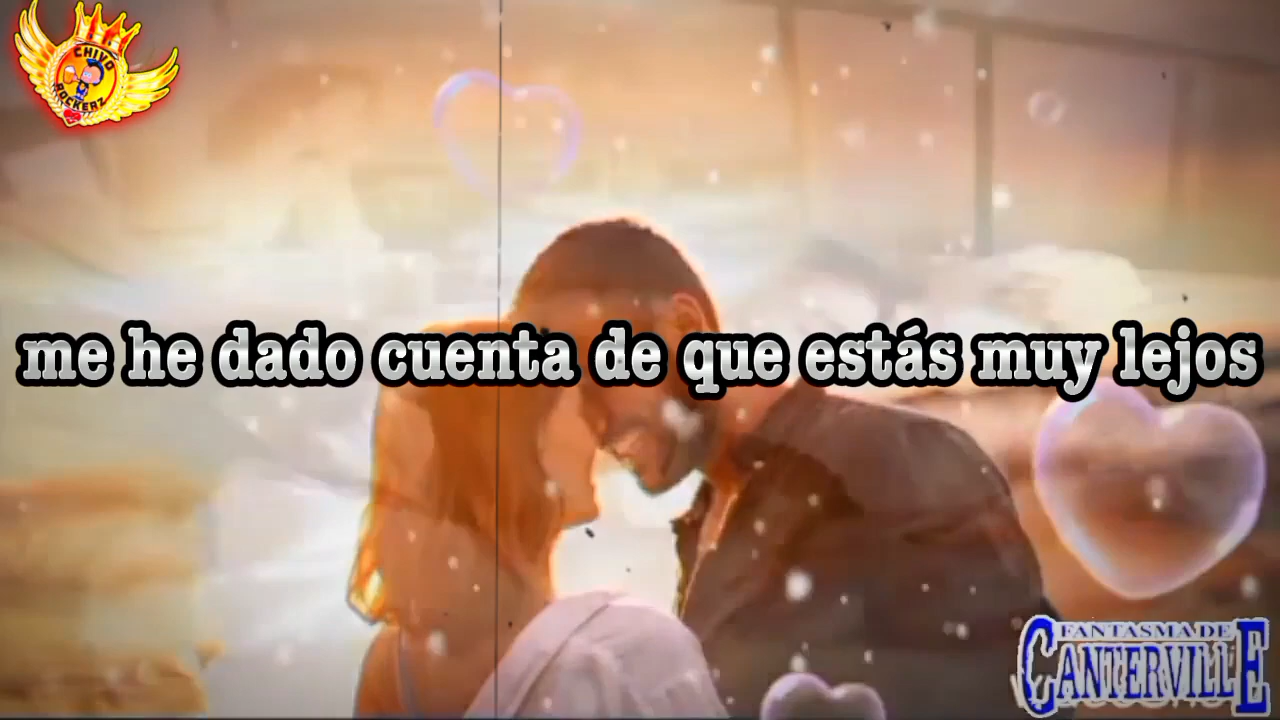 CHIVO
ROCKERZ
me he dado cuenta de que estás muy lejos
FANTASMA DE
CANTERVILLE